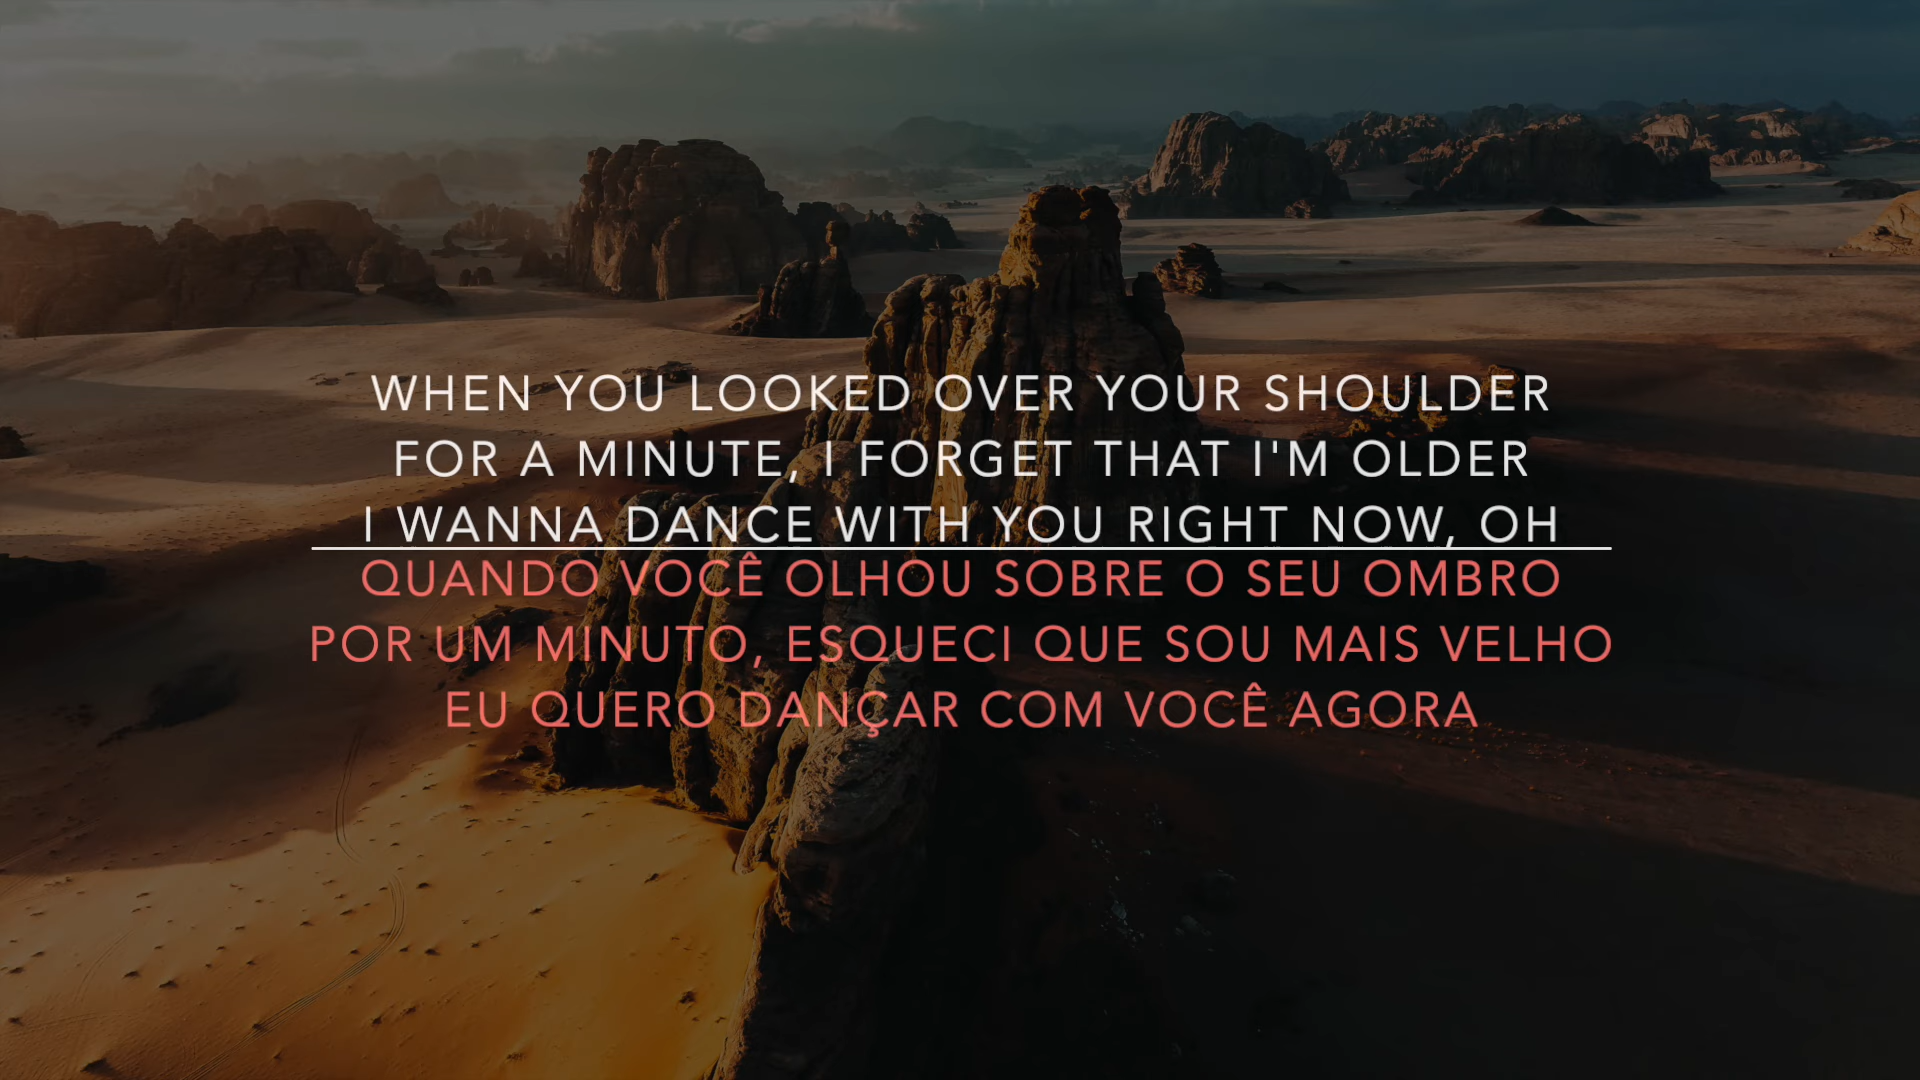 WHEN YOU LOOKED OVER YOUR SHOULDER
FOR A MINUTE, I FORGET THAT I'M OLDER
I WANNA DANCE WITH YOU RIGHT NOW, OH
QUANDO VOCÊ OLHOU SOBRE O SEU OMBRO
POR UM MINUTO, ESQUECI QUE SOU MAIS VELHO
EU QUERO DANÇAR COM VOCÊ AGORA